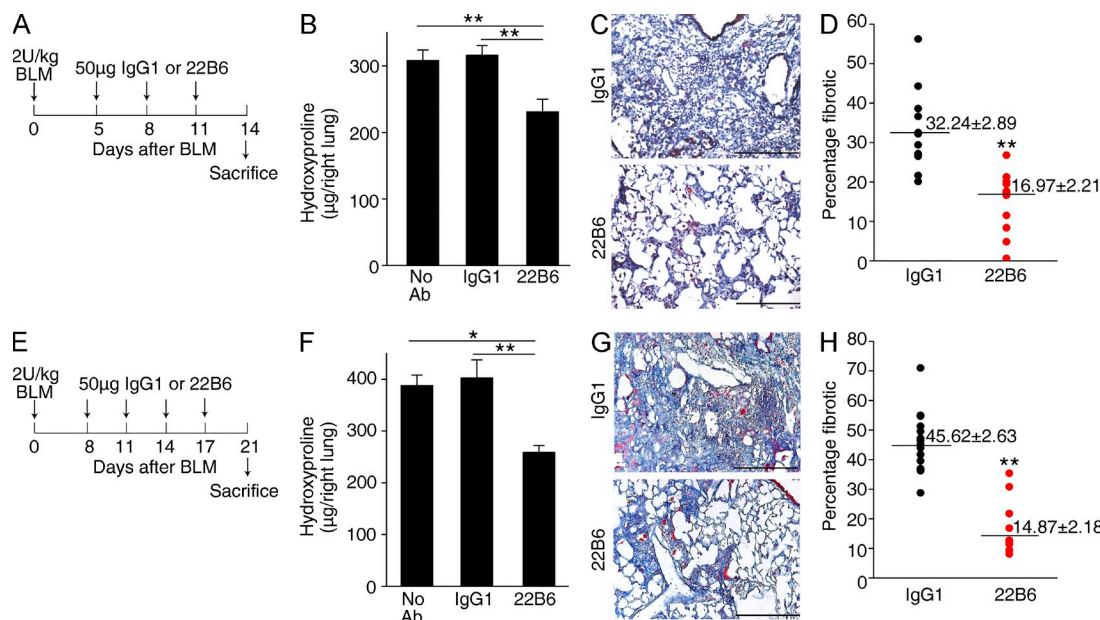 A
2U/kg
BLM
50µg IgG1 or 22B6
0 5 8 11 14
Days after BLM
Sacrifice
B
Hydroxyproline
(µg/right lung)
300
200
100
0
**
**
No
Ab
IgG1
22B6
C
IgG1
22B6
D
Percentage fibrotic
60
50
40
30
20
10
0
32.24±2.89
**
16.97±2.21
IgG1
22B6
E
2U/kg
BLM
50µg IgG1 or 22B6
0 8 11 14 17 21
Days after BLM
Sacrifice
F
Hydroxyproline
(µg/right lung)
400
300
200
100
0
*
**
No
Ab
IgG1
22B6
G
IgG1
22B6
H
Percentage fibrotic
80
70
60
50
40
30
20
10
0
45.62±2.63
**
14.87±2.18
IgG1
22B6